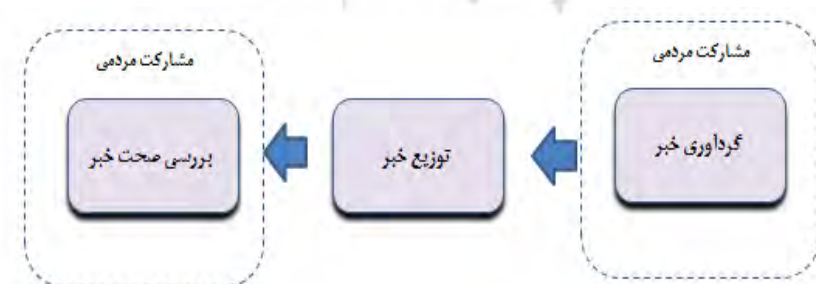 مشارکت مردمی
گردآوری خبر
توزیع خبر
مشارکت مردمی
بررسی صحت خبر